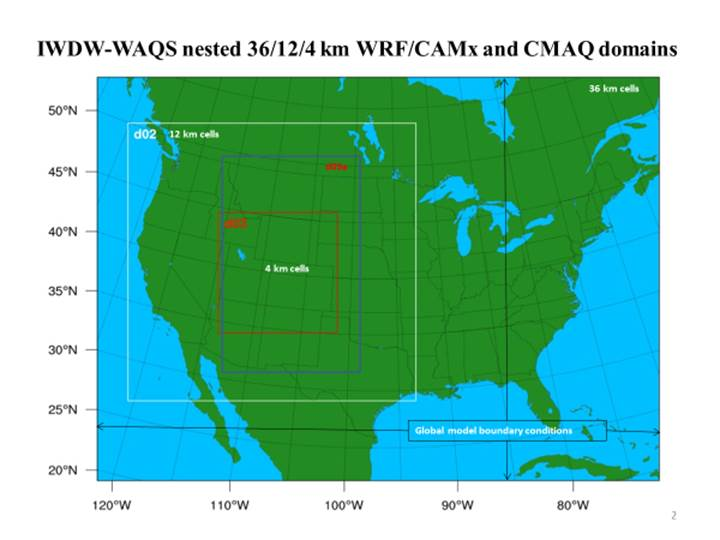 IWDW-WAQS nested 36/12/4 km WRF/CAMx and CMAQ domains
36 km cells
50°N
d02 12 km cells
45°N
40°N
4 km cells
35°N
30°N
25°N
Global model boundary conditions
20°N
120°W 110°W 100°W 90°W 80°W
2